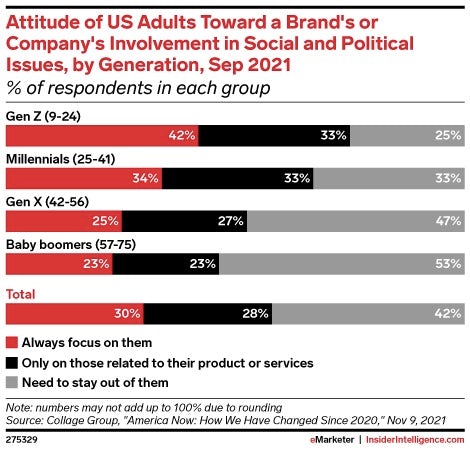 Attitude of US Adults Toward a Brand's or
Company's Involvement in Social and Political
Issues, by Generation, Sep 2021
% of respondents in each group
Gen Z (9-24)
42% 33% 25%
Millennials (25-41)
34% 33% 33%
Gen X (42-56)
25% 27% 47%
Baby boomers (57-75)
23% 23% 53%
Total
30% 28% 42%
Always focus on them
Only on those related to their product or services
Need to stay out of them
Note: numbers may not add up to 100% due to rounding
Source: Collage Group, "America Now: How We Have Changed Since 2020," Nov 9, 2021
275329 eMarketer | InsiderIntelligence.com